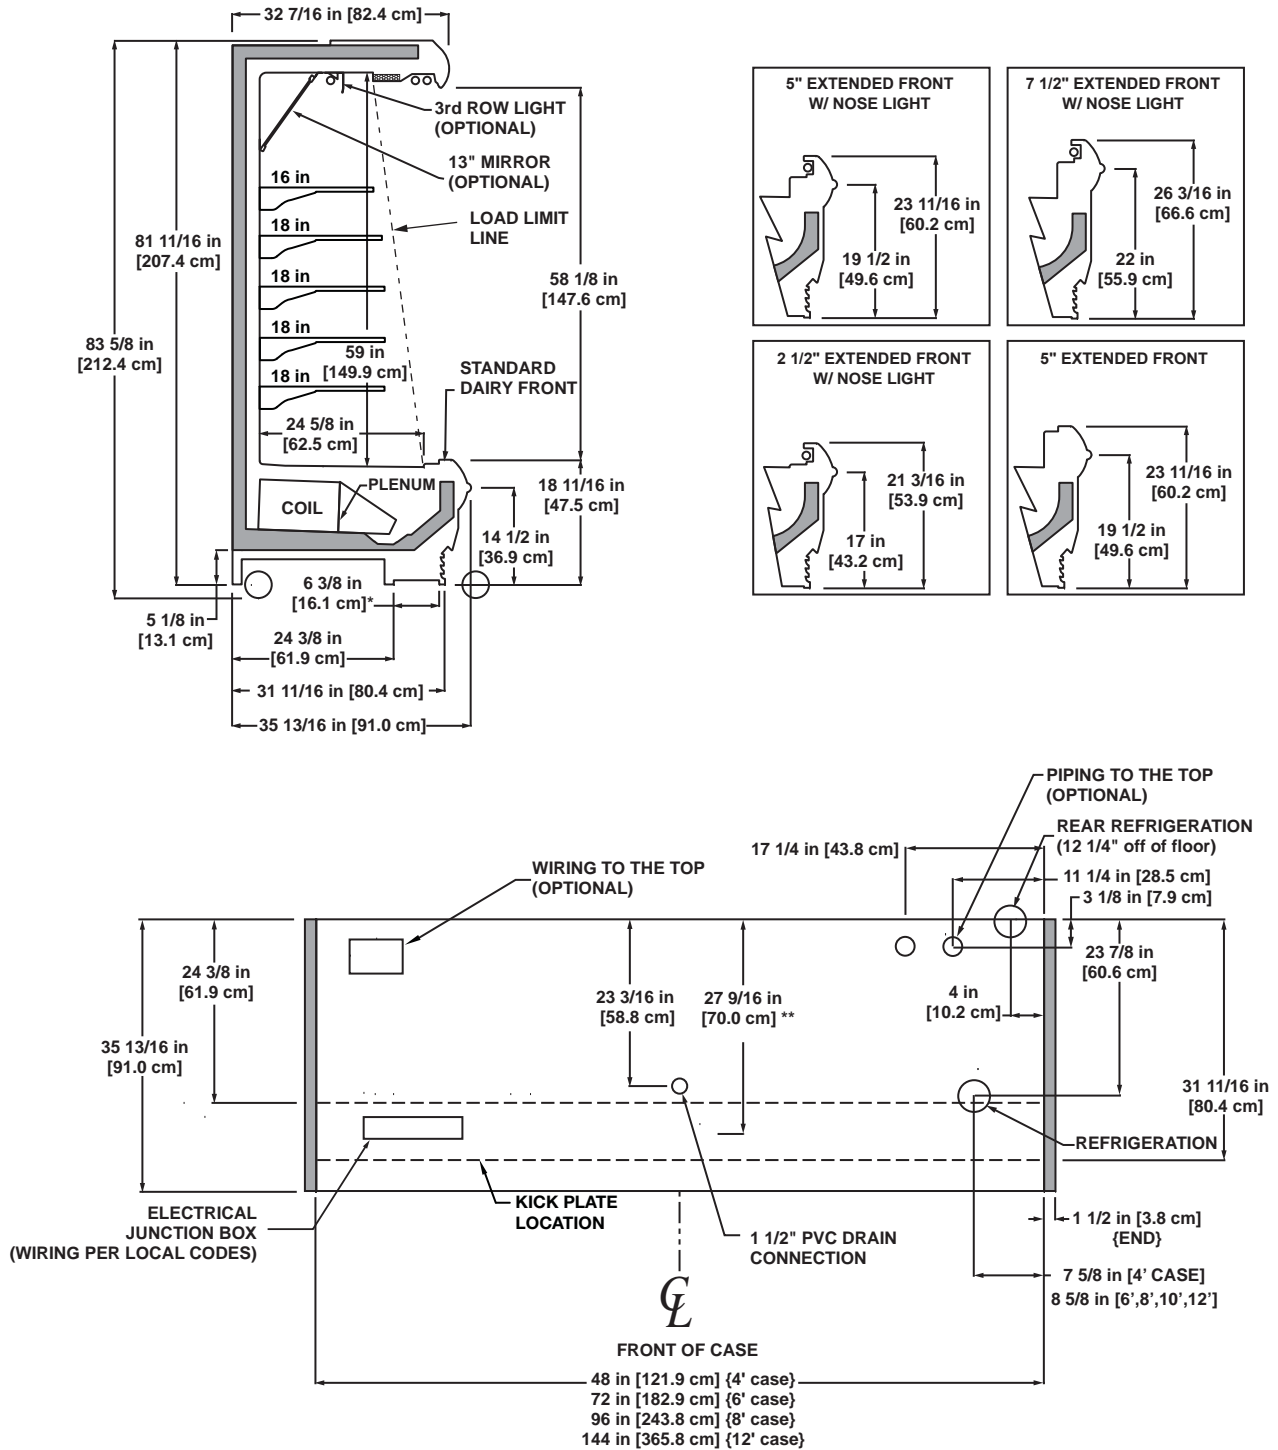 32 7/16 in [82.4 cm]
3rd ROW LIGHT
(OPTIONAL)
13" MIRROR
(OPTIONAL)
16 in
LOAD LIMIT
LINE
18 in
81 11/16 in
[207.4 cm]
18 in
58 1/8 in
[147.6 cm]
18 in
83 5/8 in
[212.4 cm]
59 in
[149.9 cm]
18 in
STANDARD
DAIRY FRONT
24 5/8 in
[62.5 cm]
PLENUM
COIL
18 11/16 in
[47.5 cm]
14 1/2 in
[36.9 cm]
6 3/8 in
[16.1 cm]*
5 1/8 in
[13.1 cm]
24 3/8 in
[61.9 cm]
31 11/16 in [80.4 cm]
35 13/16 in [91.0 cm]
5" EXTENDED FRONT
W/ NOSE LIGHT
23 11/16 in
[60.2 cm]
19 1/2 in
[49.6 cm]
7 1/2" EXTENDED FRONT
W/ NOSE LIGHT
26 3/16 in
[66.6 cm]
22 in
[55.9 cm]
2 1/2" EXTENDED FRONT
W/ NOSE LIGHT
21 3/16 in
[53.9 cm]
17 in
[43.2 cm]
5" EXTENDED FRONT
23 11/16 in
[60.2 cm]
19 1/2 in
[49.6 cm]
PIPING TO THE TOP
(OPTIONAL)
REAR REFRIGERATION
(12 1/4" off of floor)
17 1/4 in [43.8 cm]
WIRING TO THE TOP
(OPTIONAL)
11 1/4 in [28.5 cm]
3 1/8 in [7.9 cm]
24 3/8 in
[61.9 cm]
23 3/16 in
[58.8 cm]
27 9/16 in
[70.0 cm] **
4 in
[10.2 cm]
23 7/8 in
[60.6 cm]
35 13/16 in
[91.0 cm]
31 11/16 in
[80.4 cm]
REFRIGERATION
KICK PLATE
LOCATION
ELECTRICAL
JUNCTION BOX
(WIRING PER LOCAL CODES)
1 1/2" PVC DRAIN
CONNECTION
1 1/2 in [3.8 cm]
{END}
7 5/8 in [4’ CASE]
8 5/8 in [6’,8’,10’,12’]
CL
FRONT OF CASE
48 in [121.9 cm] {4' case}
72 in [182.9 cm] {6' case}
96 in [243.8 cm] {8' case}
144 in [365.8 cm] {12' case}